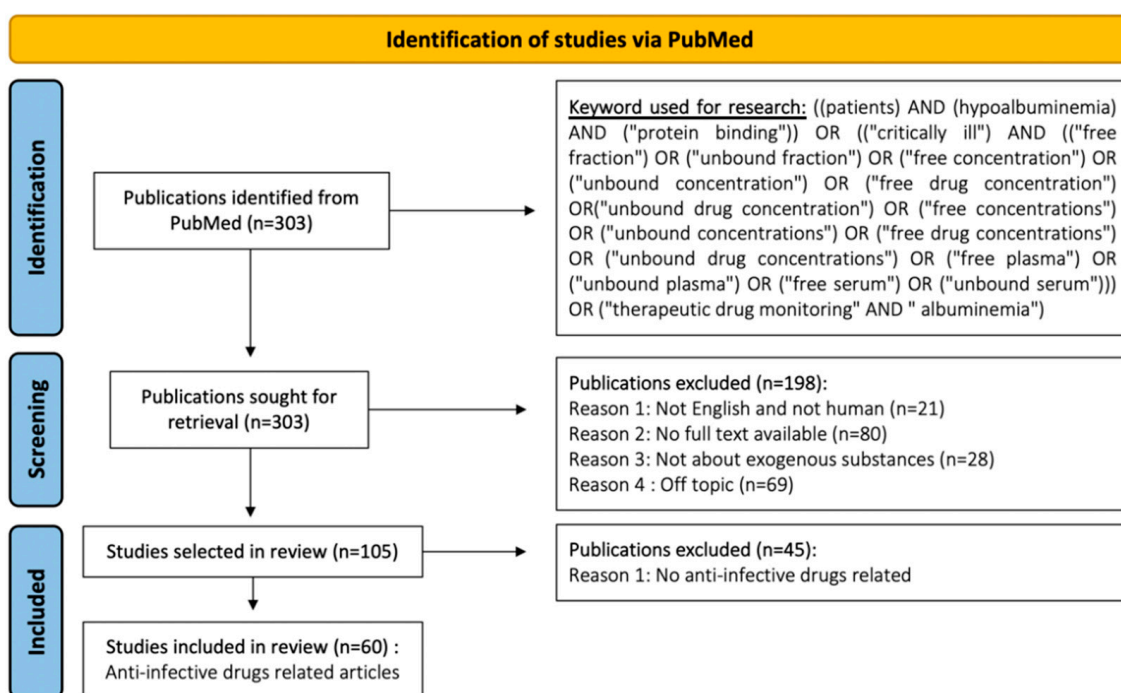 Identification of studies via PubMed
Identification
Publications identified from
PubMed (n=303)
Keyword used for research: ((patients) AND (hypoalbuminemia)
AND ("protein binding")) OR (("critically ill") AND (("free
fraction") OR ("unbound fraction") OR ("free concentration") OR
("unbound concentration") OR ("free drug concentration")
OR("unbound drug concentration") OR ("free concentrations")
OR ("unbound concentrations") OR ("free drug concentrations")
OR ("unbound drug concentrations") OR ("free plasma") OR
("unbound plasma") OR ("free serum") OR ("unbound serum")))
OR ("therapeutic drug monitoring" AND " albuminemia")
Screening
Publications sought for
retrieval (n=303)
Publications excluded (n=198):
Reason 1: Not English and not human (n=21)
Reason 2: No full text available (n=80)
Reason 3: Not about exogenous substances (n=28)
Reason 4 : Off topic (n=69)
Included
Studies selected in review (n=105)
Publications excluded (n=45):
Reason 1: No anti-infective drugs related
Studies included in review (n=60) :
Anti-infective drugs related articles